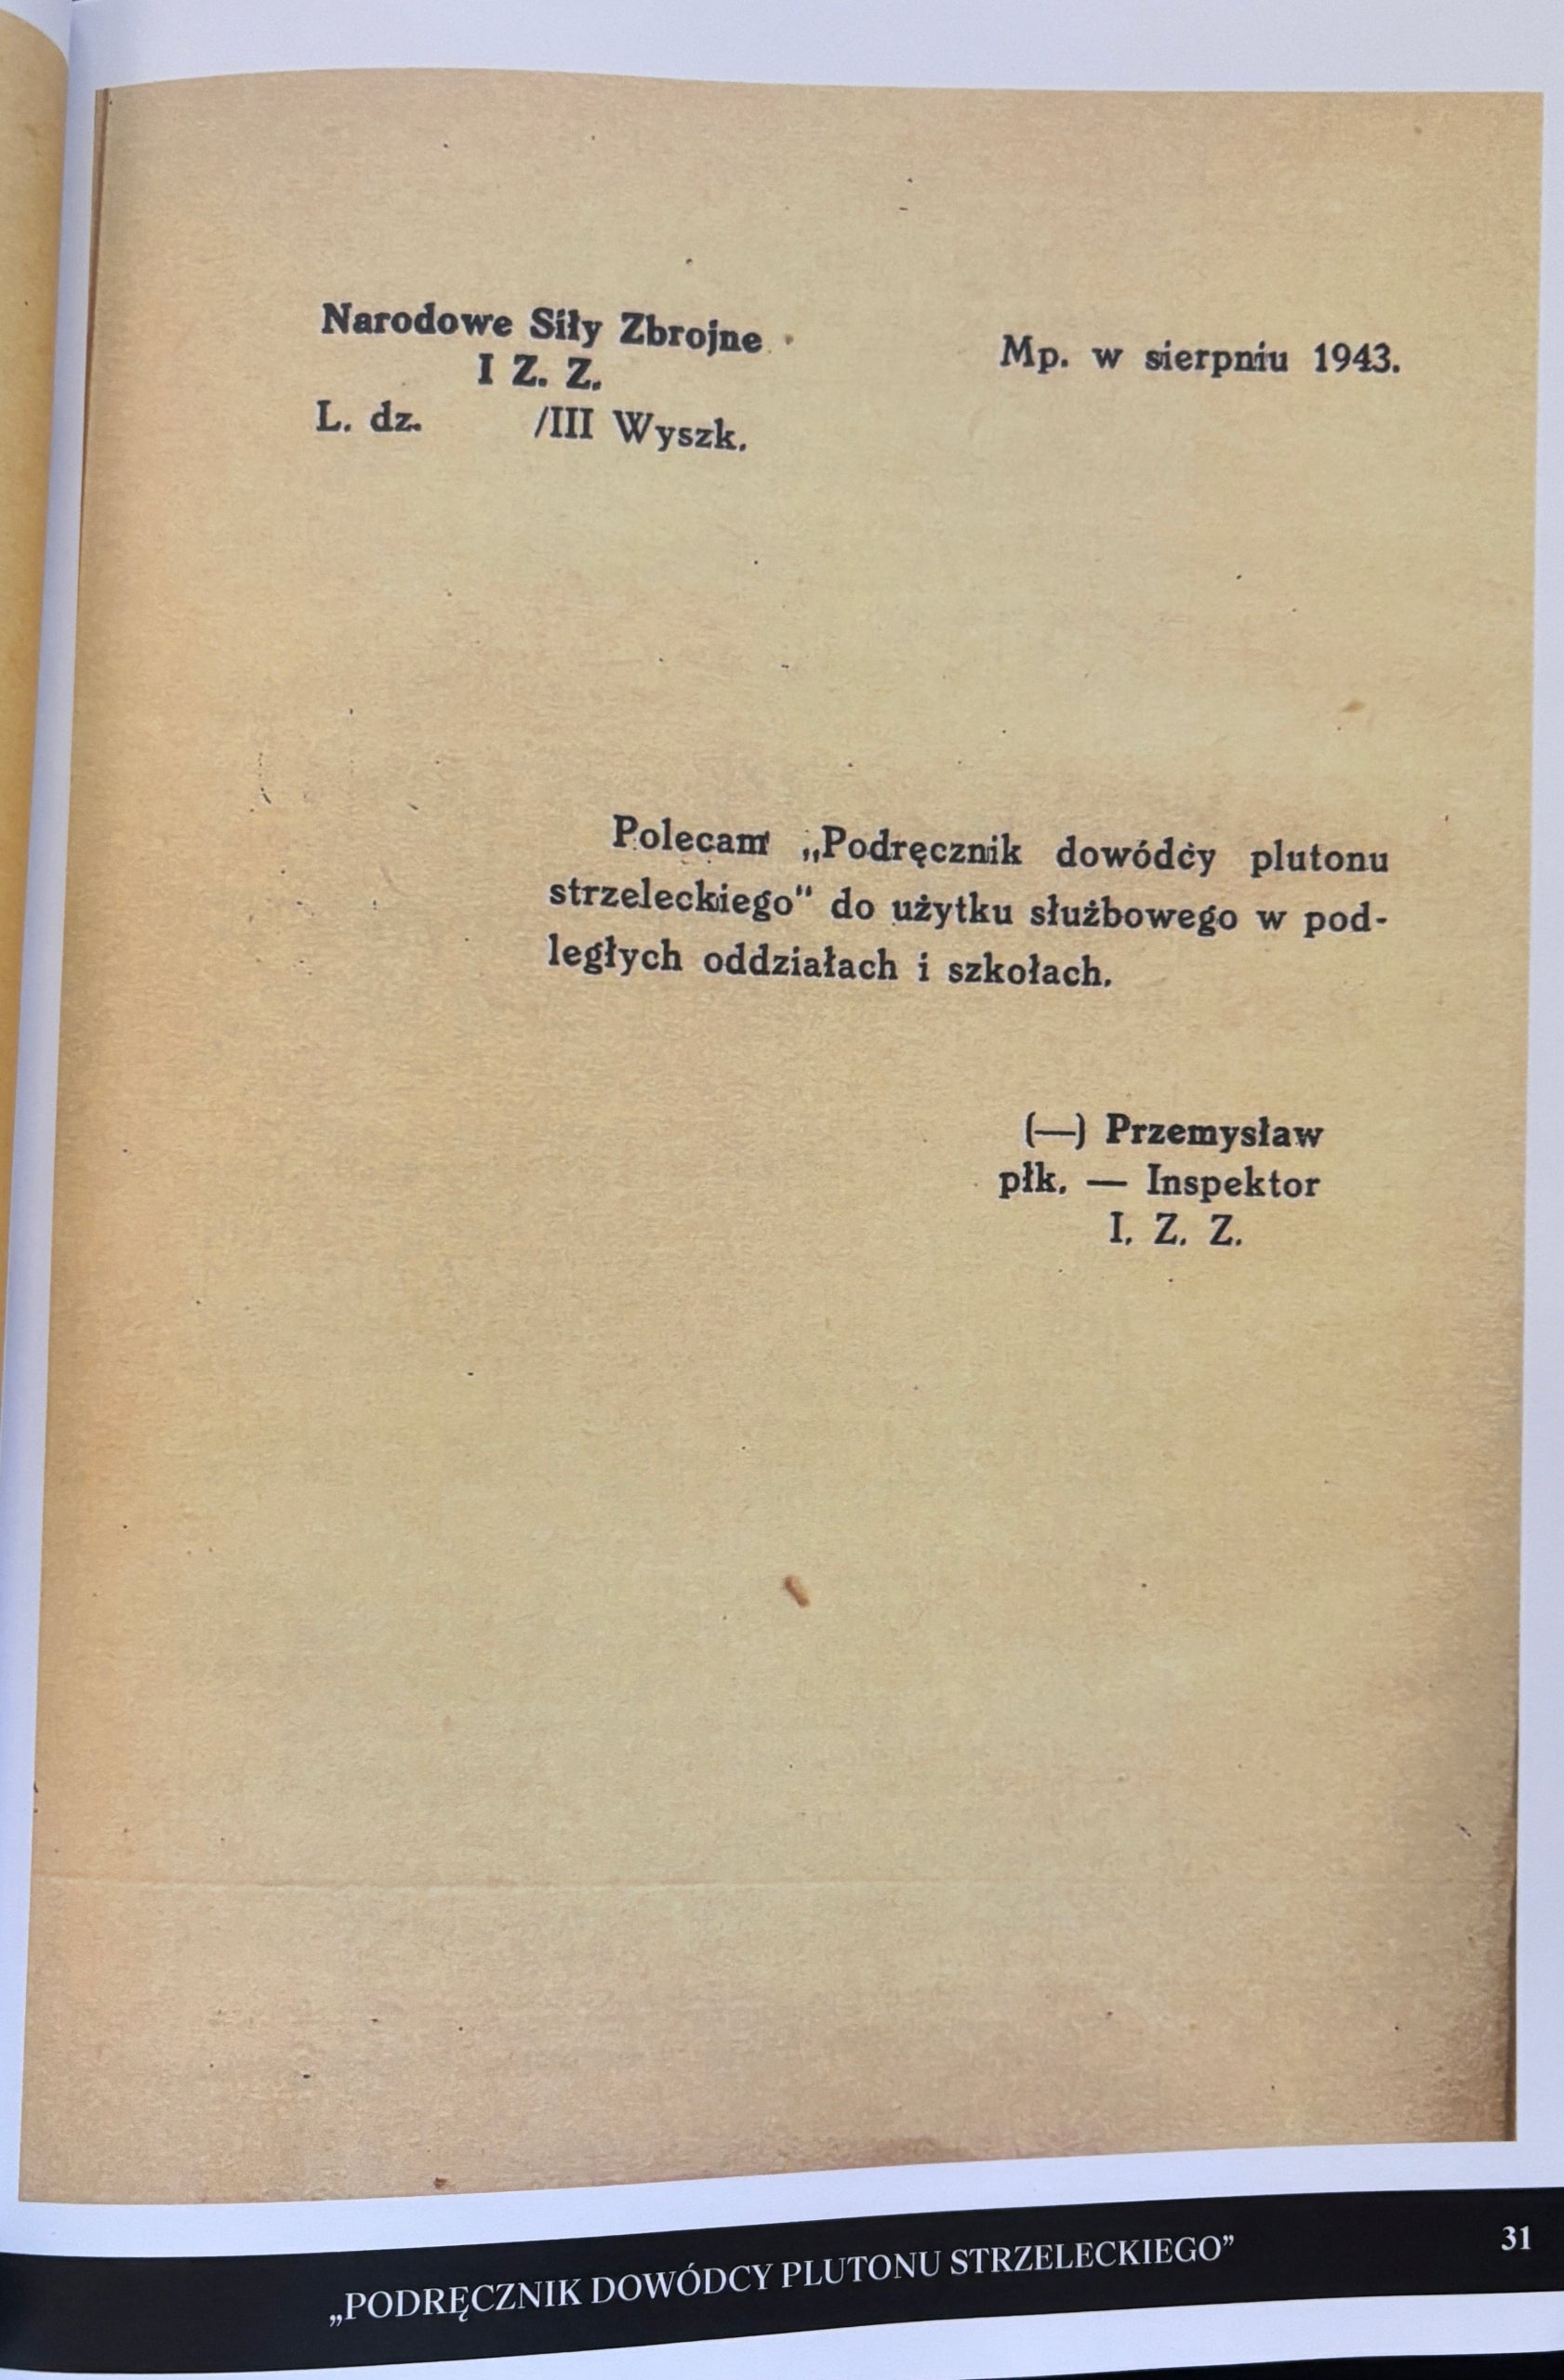 Narodowe Siły Zbrojne
I Z. Z.
L. dz. /III Wyszk.
Mp. w sierpniu 1943.
Polecam „Podręcznik dowódcy plutonu
strzeleckiego" do użytku służbowego w pod-
ległych oddziałach i szkołach.
(—) Przemysław
płk. — Inspektor
I. Z. Z.
„PODRĘCZNIK DOWÓDCY PLUTONU STRZELECKIEGO”
31